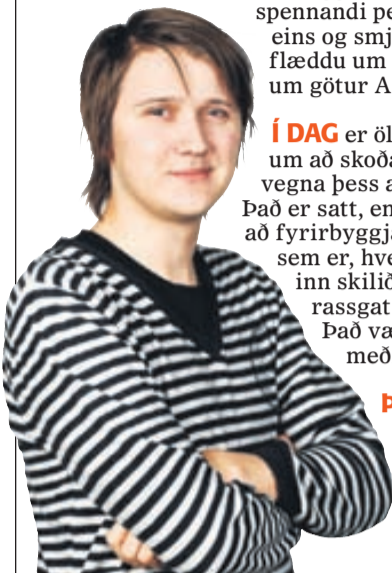 spennandi pe
eins og smj
flæddu um
um götur A
Í DAG er öl
um að skoða
vegna þess a
Það er satt, en
að fyrirbyggja
sem er, hve
inn skilið
rassgat
Það væ
með
Þ